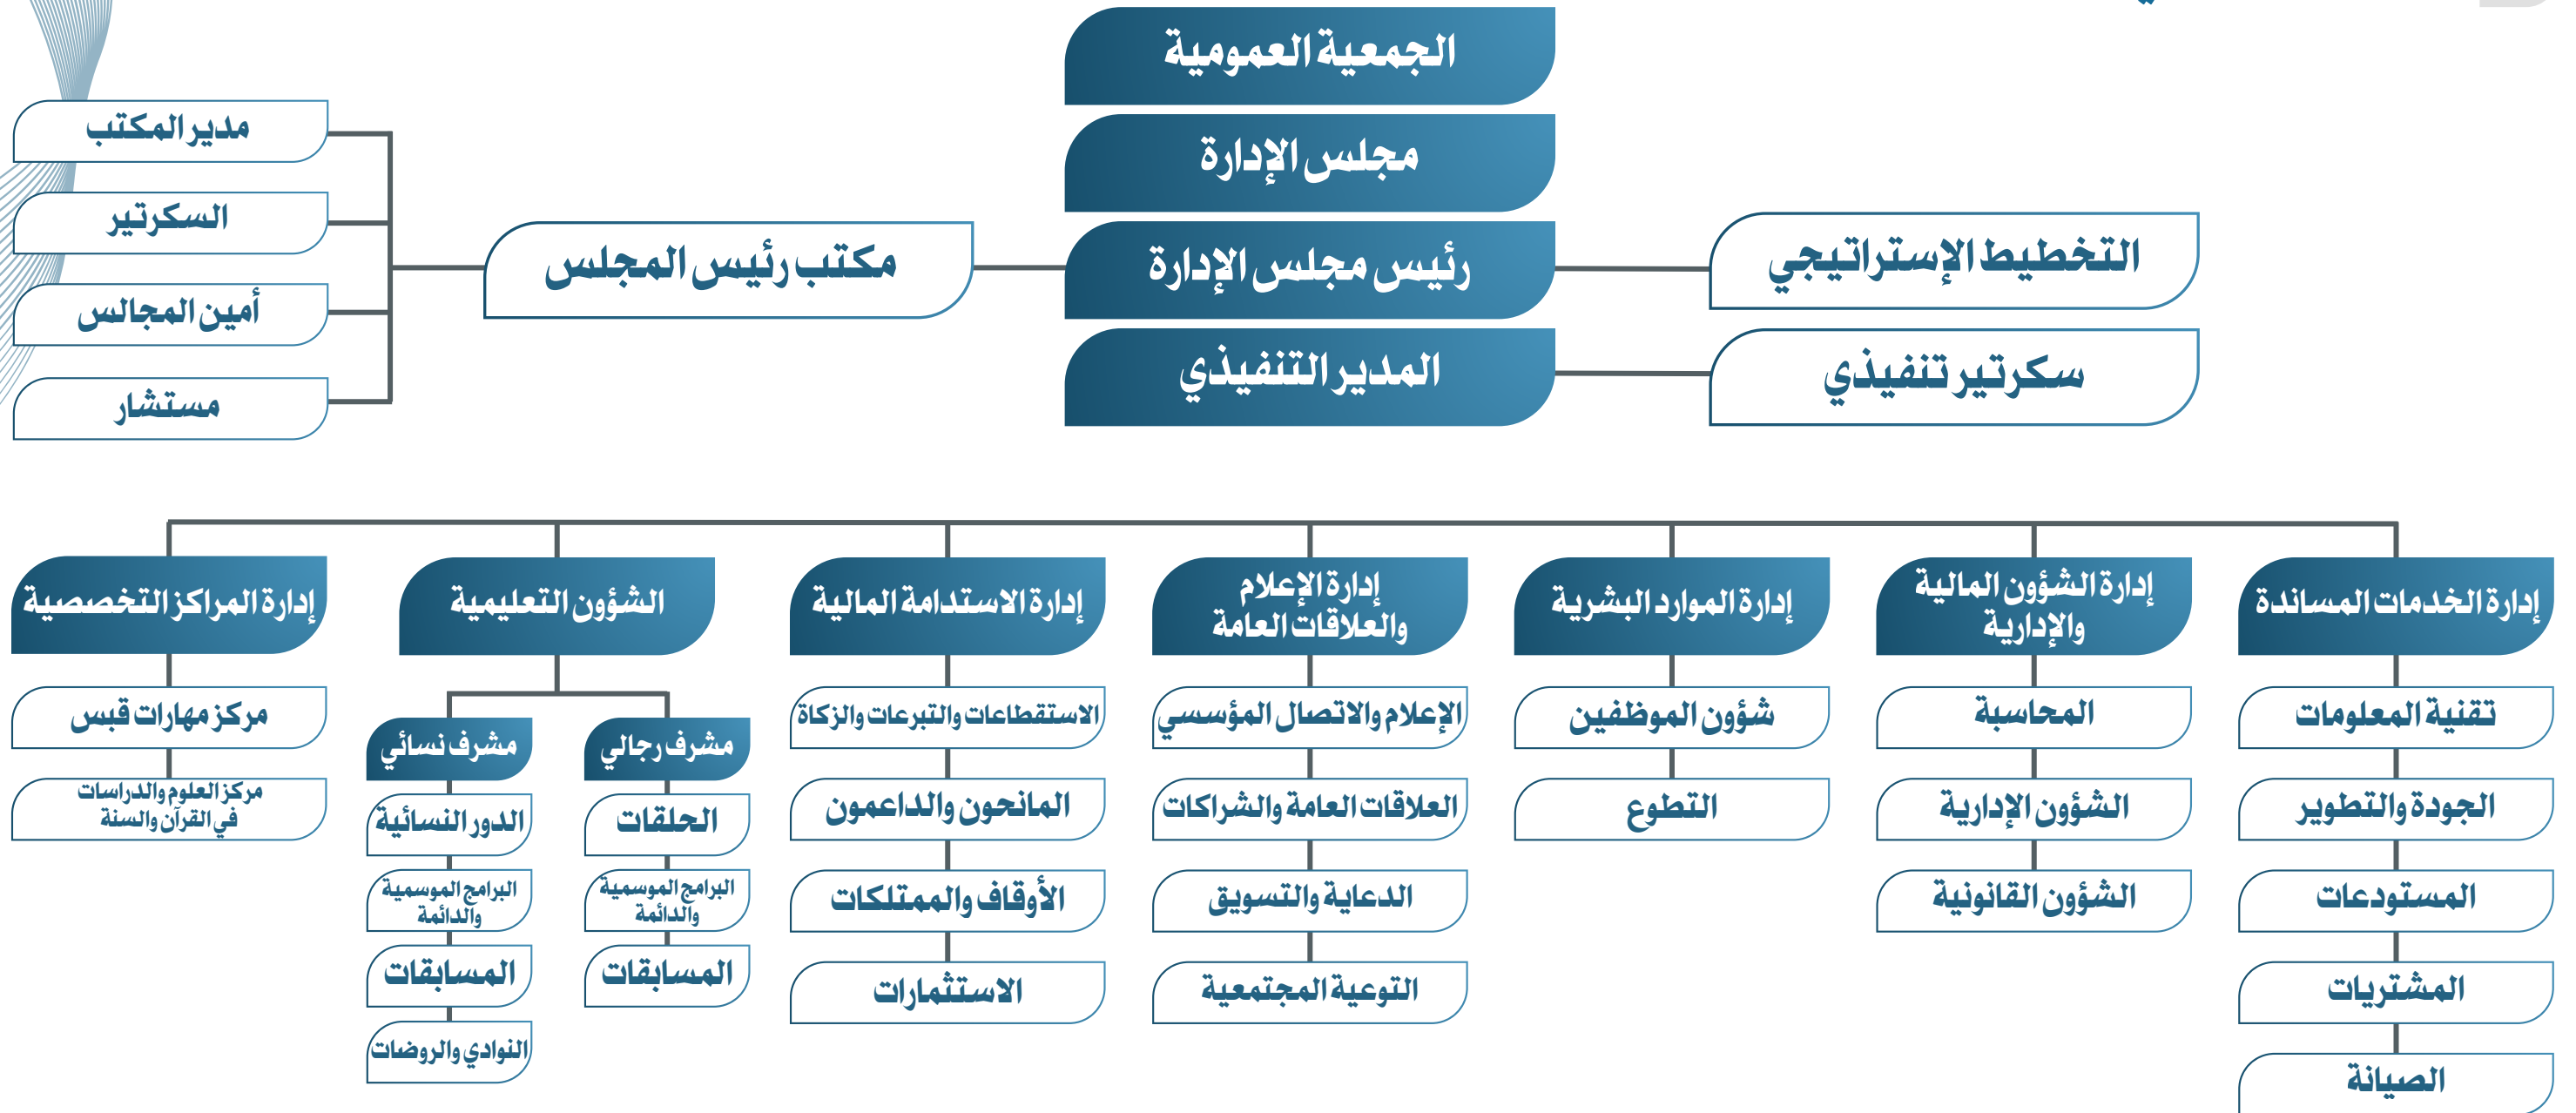 الجمعية العمومية
مجلس الإدارة
رئيس مجلس الإدارة
المدير التنفيذي
التخطيط الإستراتيجي
سكرتير تنفيذي
مكتب رئيس المجلس
مدير المكتب
السكرتير
أمين المجالس
مستشار
إدارة الخدمات المساندة
تقنية المعلومات
الجودة والتطوير
المستودعات
المشتريات
الصيانة
إدارة الشؤون المالية
والإدارية
المحاسبة
الشؤون الإدارية
الشؤون القانونية
إدارة الموارد البشرية
شؤون الموظفين
التطوع
إدارة الإعلام
والعلاقات العامة
الإعلام والاتصال المؤسسي
العلاقات العامة والشراكات
الدعاية والتسويق
التوعية المجتمعية
إدارة الاستدامة المالية
الاستقطاعات والتبرعات والزكاة
المانحون والداعمون
الأوقاف والممتلكات
الاستثمارات
الشؤون التعليمية
مشرف رجالي
الحلقات
البرامج الموسمية
والدائمة
المسابقات
مشرف نسائي
الدور النسائية
البرامج الموسمية
والدائمة
المسابقات
النوادي والروضات
إدارة المراكز التخصصية
مركز مهارات قبس
مركز العلوم والدراسات
في القرآن والسنة